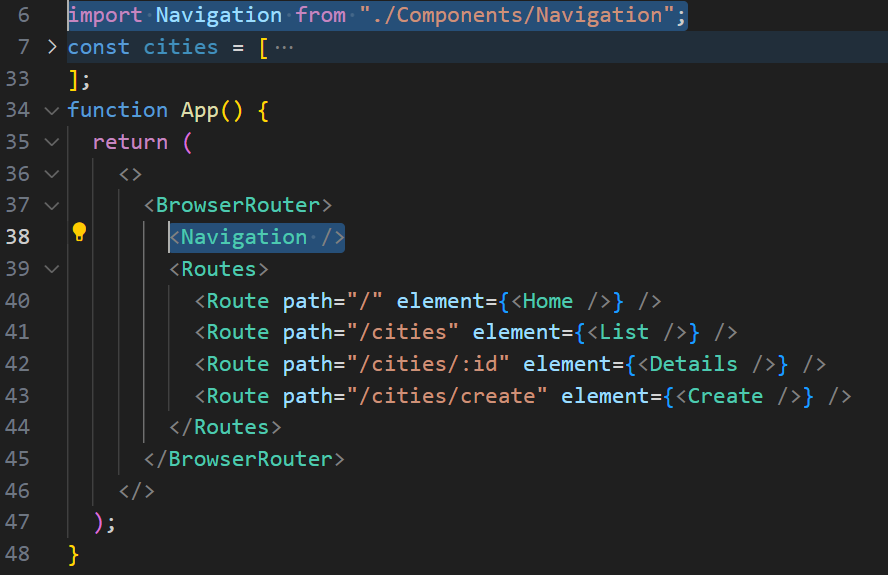 6 import Navigation from "./Components/Navigation";
7 const cities = [ ···
33 ];
34 function App() {
35 return (
36 <>
37 <BrowserRouter>
38 <Navigation />
39 <Routes>
40 <Route path="/" element={<Home />} />
41 <Route path="/cities" element={<List />} />
42 <Route path="/cities/:id" element={<Details />} />
43 <Route path="/cities/create" element={<Create />} />
44 </Routes>
45 </BrowserRouter>
46 </>
47 );
48 }